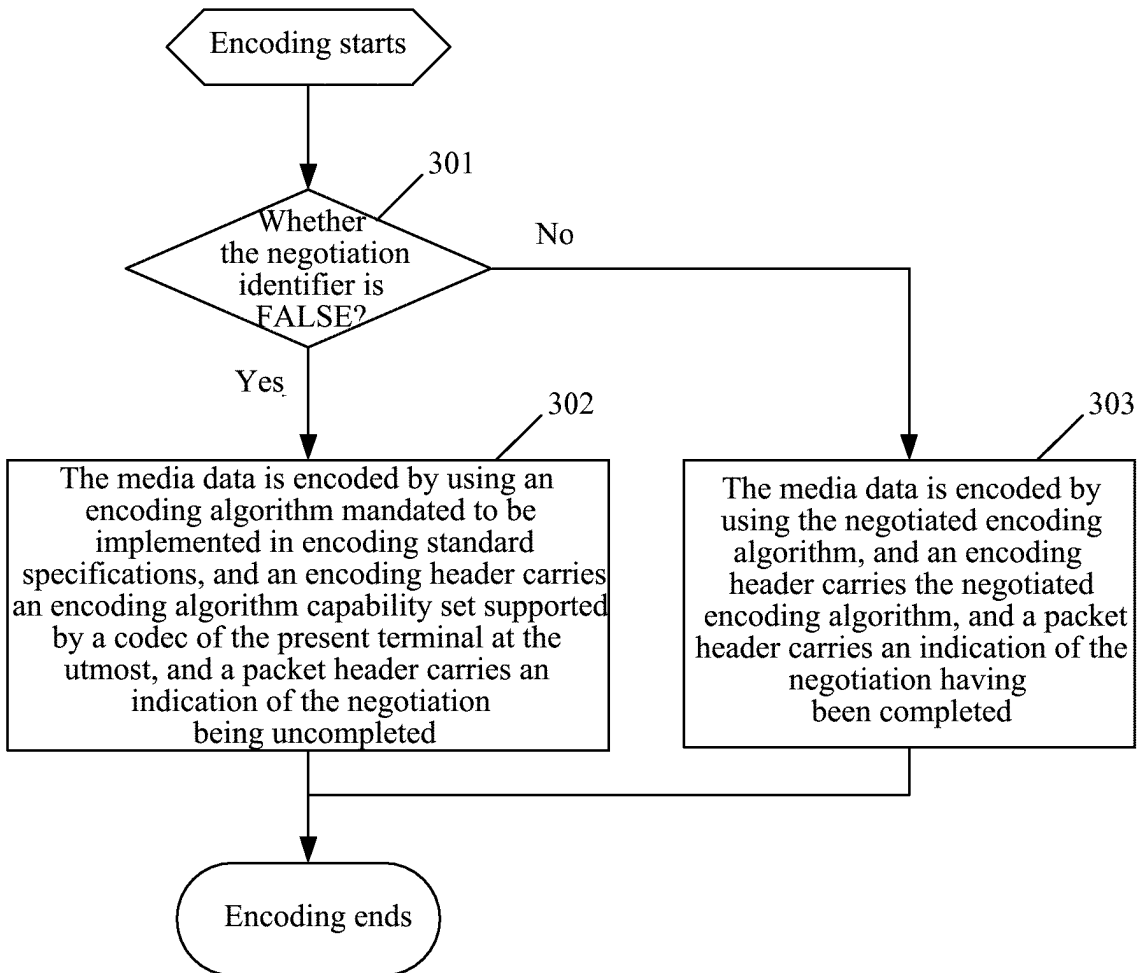 Encoding starts
301
Whether
the negotiation
identifier is
FALSE?
No
Yes
302
The media data is encoded by using an
encoding algorithm mandated to be
implemented in encoding standard
specifications, and an encoding header carries
an encoding algorithm capability set supported
by a codec of the present terminal at the
utmost, and a packet header carries an
indication of the negotiation
being uncompleted
303
The media data is encoded by
using the negotiated encoding
algorithm, and an encoding
header carries the negotiated
encoding algorithm, and a packet
header carries an indication of the
negotiation having
been completed
Encoding ends